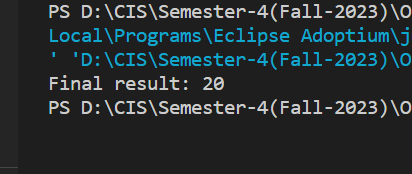 PS D:\CIS\Semester-4(Fall-2023)\O
Local\Programs\Eclipse Adoptium\j
' 'D:\CIS\Semester-4(Fall-2023)\O
Final result: 20
PS D:\CIS\Semester-4(Fall-2023)\O